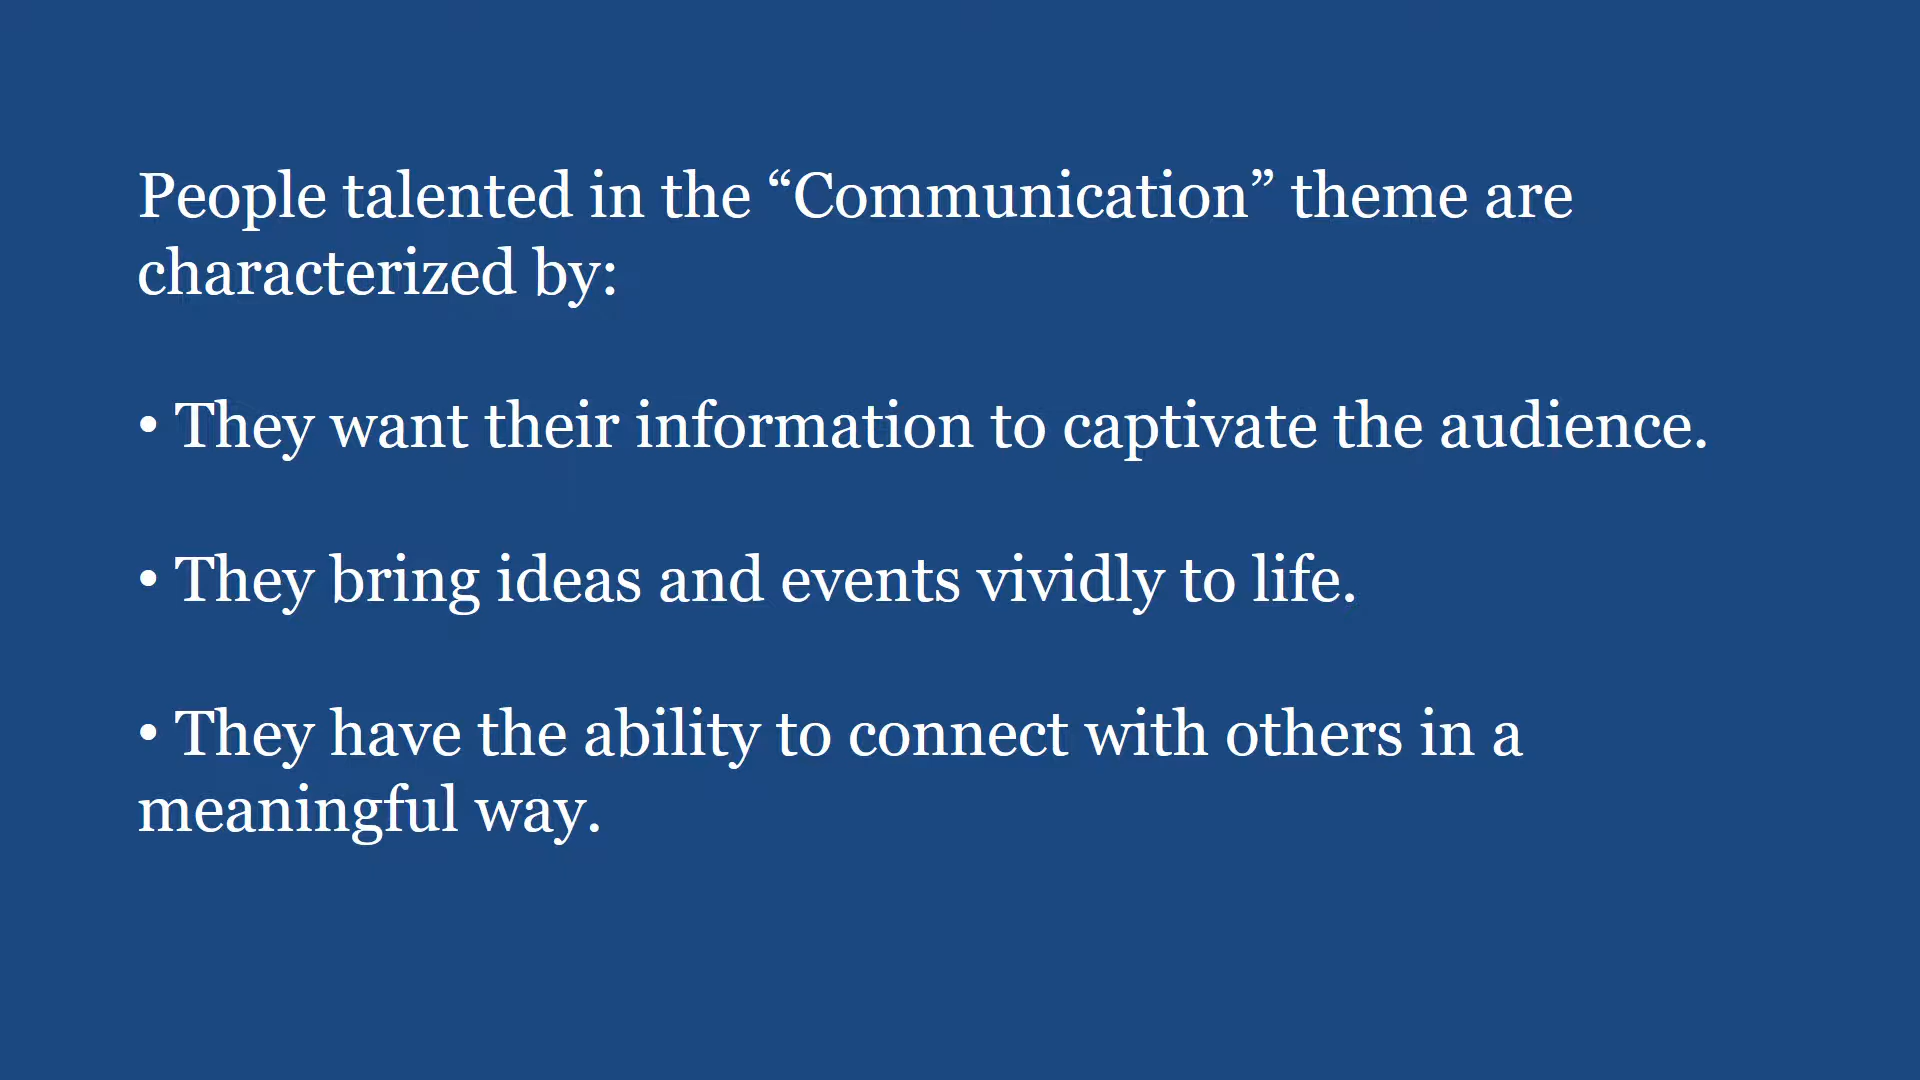 People talented in the “Communication” theme are
characterized by:
• They want their information to captivate the audience.
• They bring ideas and events vividly to life.
• They have the ability to connect with others in a
meaningful way.